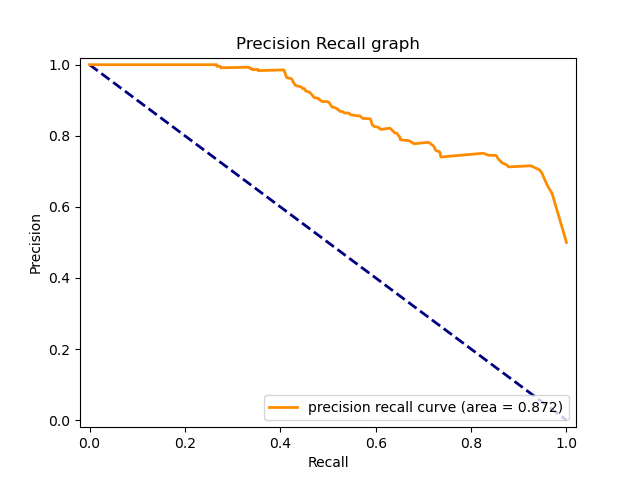 Precision Recall graph
1.0
0.8
0.6
0.4
0.2
0.0
Precision
precision recall curve (area = 0.872)
0.0 0.2 0.4 0.6 0.8 1.0
Recall